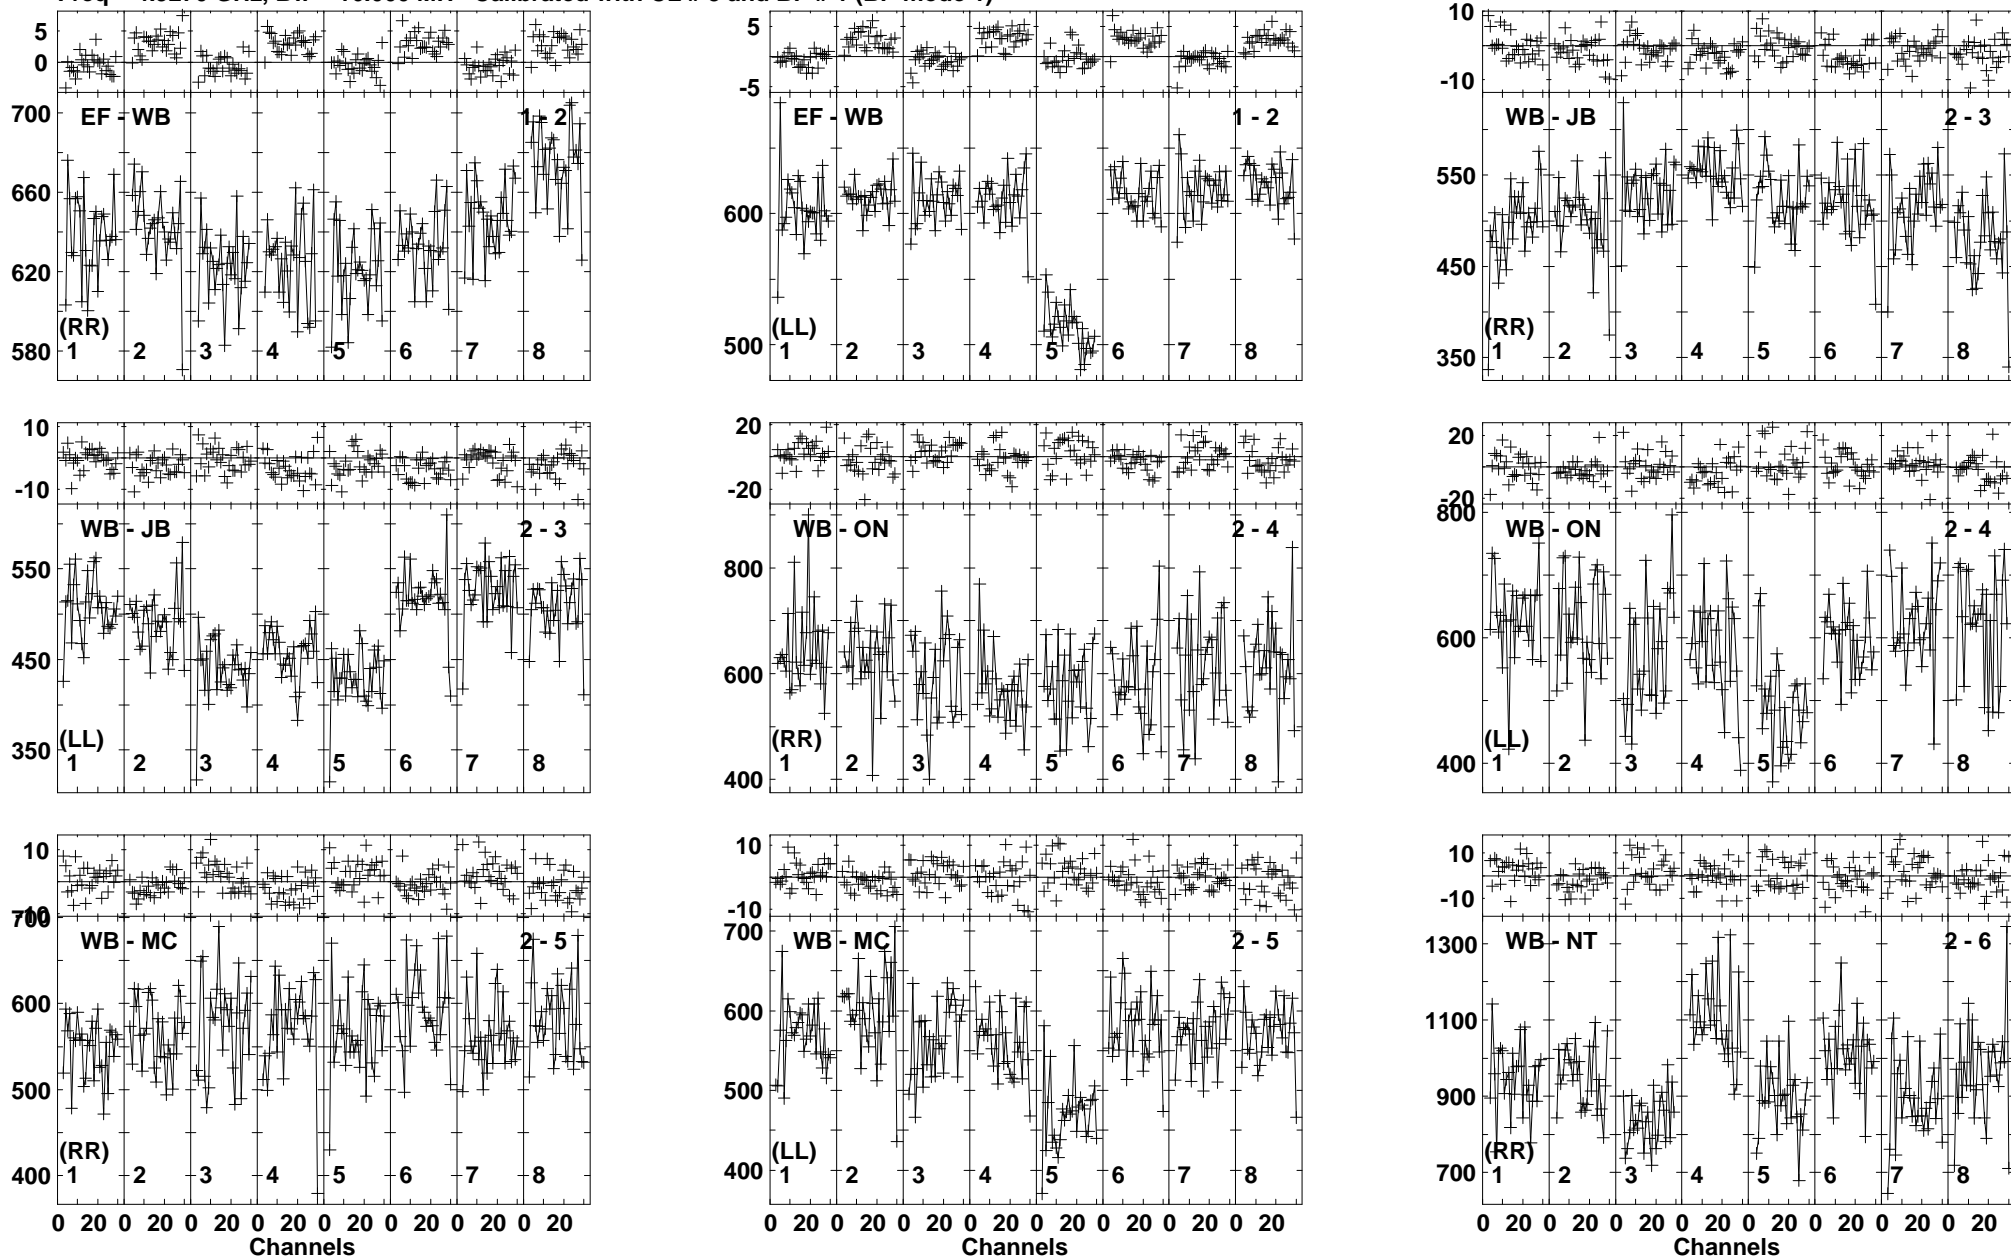 5 5 10
0 -5 -10
700 EF - WB 1 - 2 EF - WB 1 - 2 WB - JB 2 - 3
660 600 550
620 450
580 (RR) 500 (LL) 350 (RR)
1 2 3 4 5 6 7 8 1 2 3 4 5 6 7 8 1 2 3 4 5 6 7 8
10 20 20
-10 -20 -20
WB - JB 2 - 3 WB - ON 2 - 4 800 WB - ON 2 - 4
550 800
450 600 600
350 (LL) 400 (RR) 400 (LL)
1 2 3 4 5 6 7 8 1 2 3 4 5 6 7 8 1 2 3 4 5 6 7 8
10 10 10
-10 -10 -10
700 WB - MC 2 - 5 700 WB - MC 2 - 5 1300 WB - NT 2 - 6
600 600 1100
500 500 900
400 (RR) 400 (LL) 700 (RR)
1 2 3 4 5 6 7 8 1 2 3 4 5 6 7 8 1 2 3 4 5 6 7 8
0 20 0 20 0 20 0 20 0 20 0 20 0 20 0 20 0 20 0 20 0 20 0 20 0 20 0 20 0 20 0 20 0 20 0 20 0 20 0 20 0 20 0 20 0 20 0 20
Channels Channels